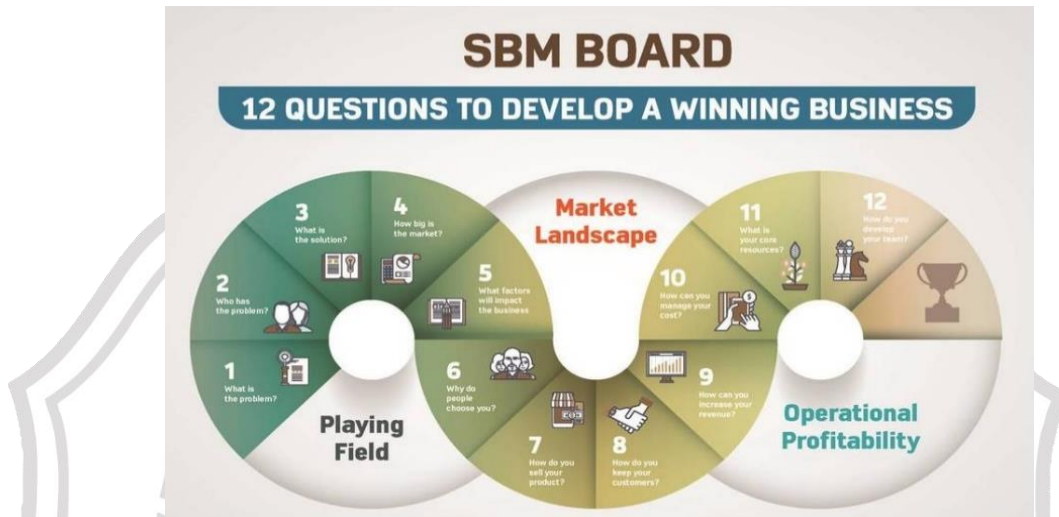 SBM BOARD
12 QUESTIONS TO DEVELOP A WINNING BUSINESS
1
What is
the problem?
2
Who has
the problem?
3
What is
the solution?
4
How big is
the market?
5
What factors
will impact
the business
6
Why do
people
choose you?
7
How do you
sell your
product?
8
How do you
keep your
customers?
9
How can you
increase your
revenue?
10
How can you
manage your
cost?
11
What is
your core
resources?
12
How do you
develop
your team?
Playing
Field
Market
Landscape
Operational
Profitability